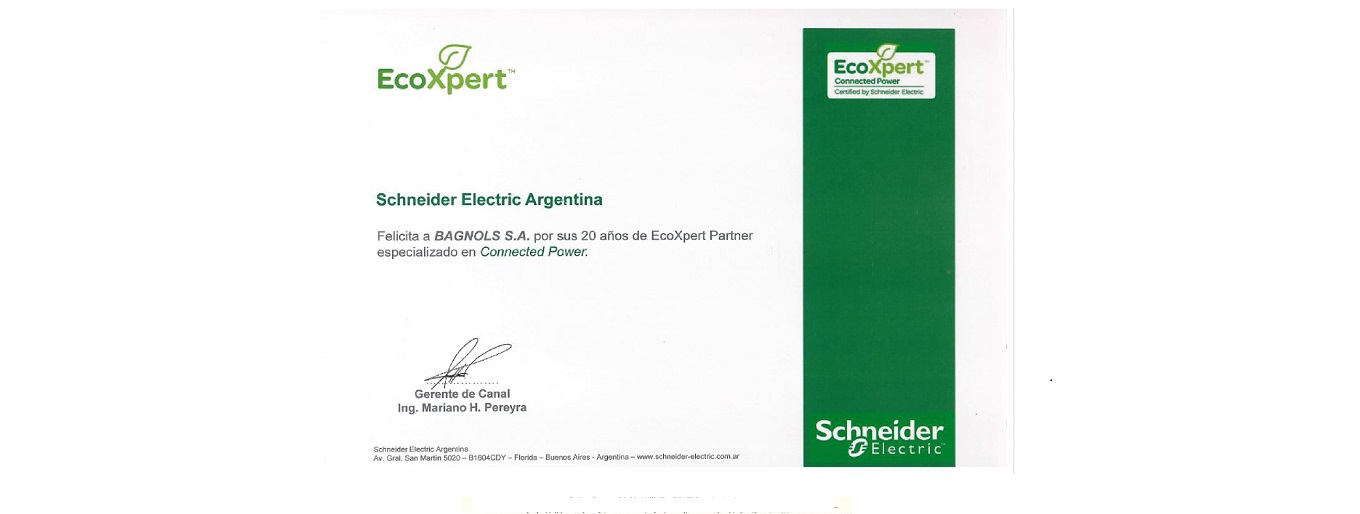 EcoXpert™
EcoXpert™
Connected Power
Certified by Schneider Electric
Schneider Electric Argentina
Felicita a BAGNOLS S.A. por sus 20 años de EcoXpert Partner
especializado en Connected Power.
Gerente de Canal
Ing. Mariano H. Pereyra
Schneider Electric Argentina
Av. Gral. San Martin 5020 – B1604CDY – Florida – Buenos Aires - Argentina – www.schneider-electric.com.ar
Schneider
Electric™